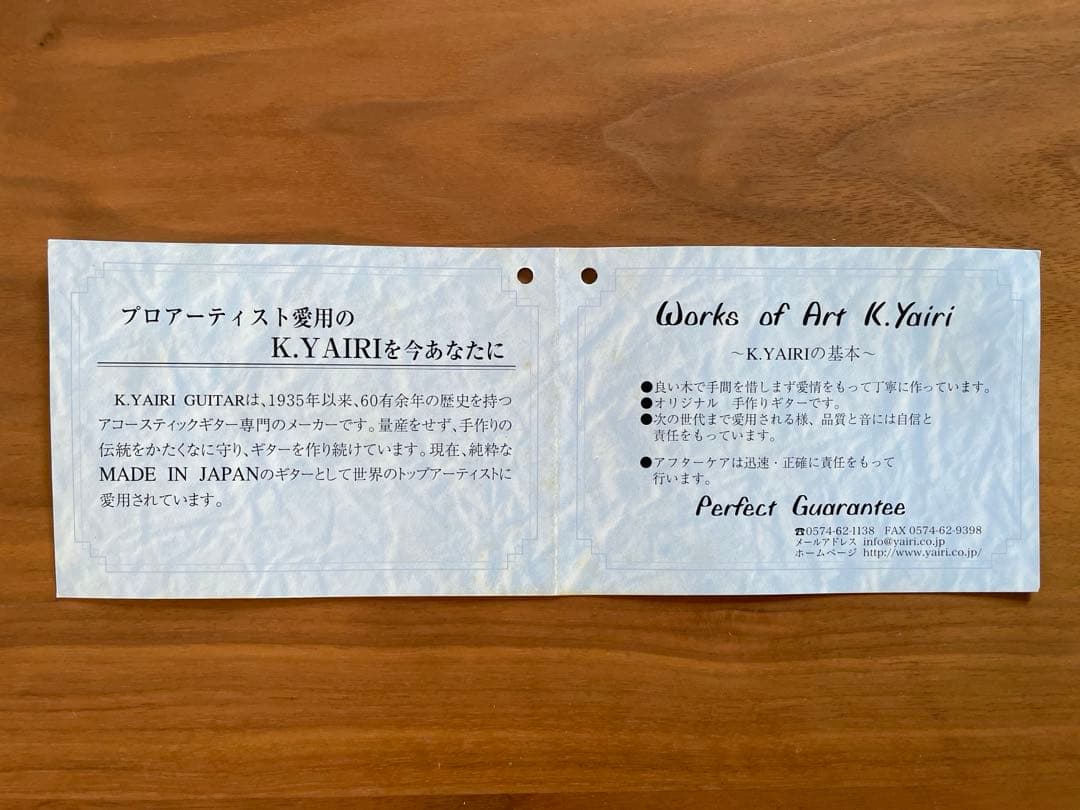 プロアーティスト愛用の
K.YAIRIを今あなたに
K.YAIRI GUITARは、1935年以来、60有余年の歴史を持つ
アコースティックギター専門のメーカーです。量産をせず、手作りの
伝統をかたくなに守り、ギターを作り続けています。現在、純粋な
MADE IN JAPANのギターとして世界のトップアーティストに
愛用されています。
Works of Art K.Yairi
～K.YAIRIの基本～
●良い木で手間を惜しまず愛情をもって丁寧に作っています。
●オリジナル　手作りギターです。
●次の世代まで愛用される様、品質と音には自信と
責任をもっています。
●アフターケアは迅速・正確に責任をもって
行います。
Perfect Guarantee
☎0574-62-1138 FAX 0574-62-9398
メールアドレス info@yairi.co.jp
ホームページ http://www.yairi.co.jp/